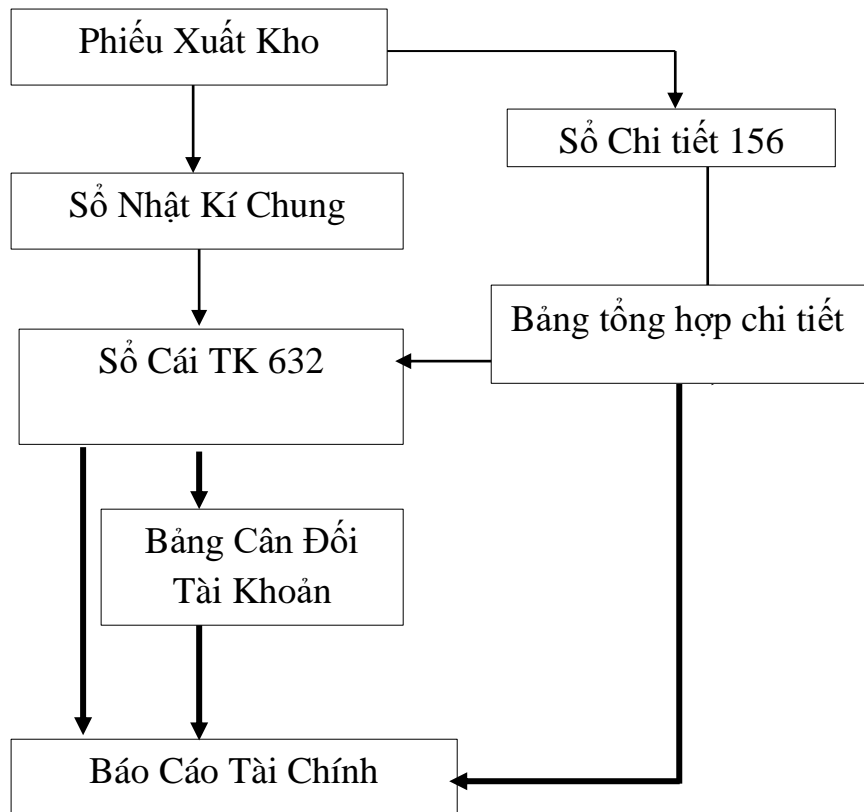 Phiếu Xuất Kho
Sổ Chi tiết 156
Sổ Nhật Kí Chung
Bảng tổng hợp chi tiết
Sổ Cái TK 632
Bảng Cân Đối
Tài Khoản
Báo Cáo Tài Chính